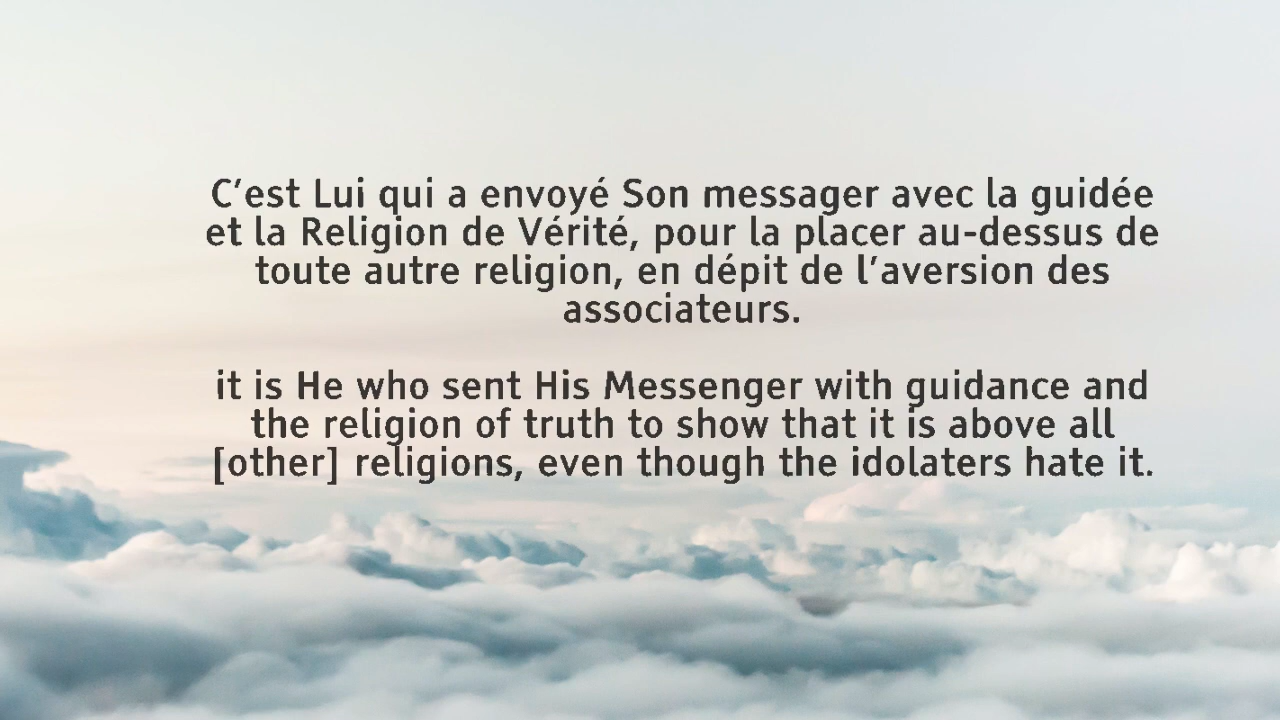 C’est Lui qui a envoyé Son messager avec la guidée
et la Religion de Vérité, pour la placer au-dessus de
toute autre religion, en dépit de l’aversion des
associateurs.
it is He who sent His Messenger with guidance and
the religion of truth to show that it is above all
[other] religions, even though the idolaters hate it.